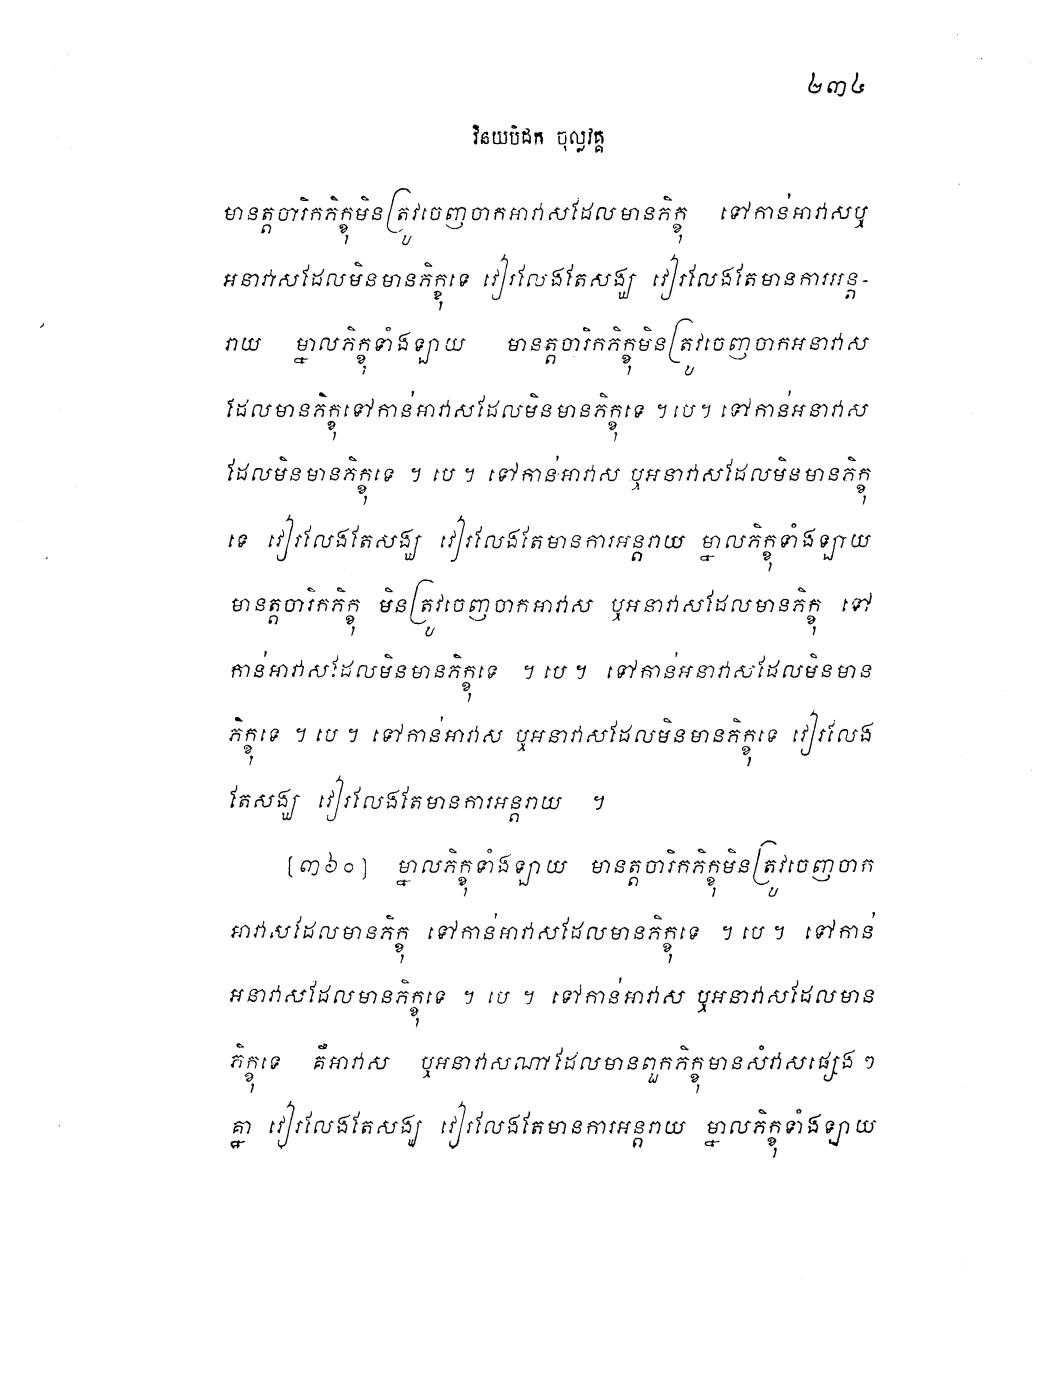 ២៣៤
វិនយបិដក ចុល្លវគ្គ
មានត្តចារិកភិក្ខុមិនត្រូវចេញចាកអាវាសដែលមានភិក្ខុ ទៅកាន់អាវាសឬ
អនាវាសដែលមិនមានភិក្ខុទេ វៀរលែងតែសង្ឃ វៀរលែងតែមានការអន្ត-
រាយ ម្នាលភិក្ខុទាំងឡាយ មានត្តចារិកភិក្ខុមិនត្រូវចេញចាកអនាវាស
ដែលមានភិក្ខុទៅកាន់អាវាសដែលមិនមានភិក្ខុទេ ។ បេ ។ ទៅកាន់អនាវាស
ដែលមិនមានភិក្ខុទេ ។ បេ ។ ទៅកាន់អាវាស ឬអនាវាសដែលមិនមានភិក្ខុ
ទេ វៀរលែងតែសង្ឃ វៀរលែងតែមានការអន្តរាយ ម្នាលភិក្ខុទាំងឡាយ
មានត្តចារិកភិក្ខុ មិនត្រូវចេញចាកអាវាស ឬអនាវាសដែលមានភិក្ខុ ទៅ
កាន់អាវាសដែលមិនមានភិក្ខុទេ ។ បេ ។ ទៅកាន់អនាវាសដែលមិនមាន
ភិក្ខុទេ ។ បេ ។ ទៅកាន់អាវាស ឬអនាវាសដែលមិនមានភិក្ខុទេ វៀរលែង
តែសង្ឃ វៀរលែងតែមានការអន្តរាយ ។
[៣៦០] ម្នាលភិក្ខុទាំងឡាយ មានត្តចារិកភិក្ខុមិនត្រូវចេញចាក
អាវាសដែលមានភិក្ខុ ទៅកាន់អាវាសដែលមានភិក្ខុទេ ។ បេ ។ ទៅកាន់
អនាវាសដែលមានភិក្ខុទេ ។ បេ ។ ទៅកាន់អាវាស ឬអនាវាសដែលមាន
ភិក្ខុទេ គឺអាវាស ឬអនាវាសណាដែលមានពួកភិក្ខុមានសំវាសផ្សេង ៗ
គ្នា វៀរលែងតែសង្ឃ វៀរលែងតែមានការអន្តរាយ ម្នាលភិក្ខុទាំងឡាយ